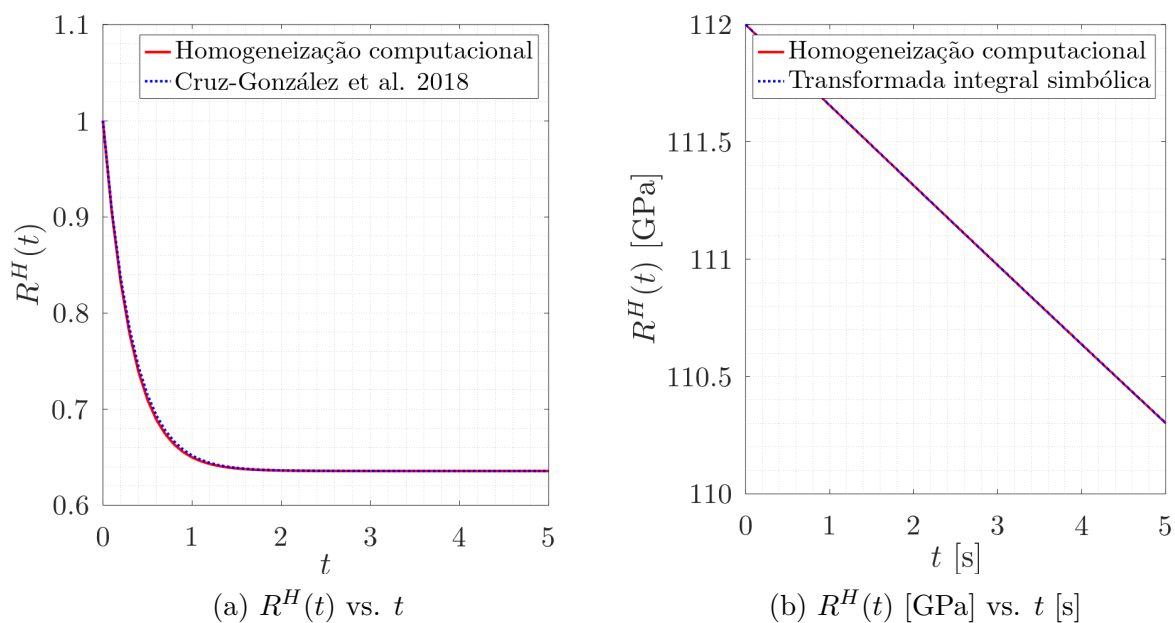 1.1
1
0.9
0.8
0.7
0.6
R^H(t)
Homogeneização computacional
Cruz-González et al. 2018
0 1 2 3 4 5
t
(a) R^H(t) vs. t
112
111.5
111
110.5
110
R^H(t) [GPa]
Homogeneização computacional
Transformada integral simbólica
0 1 2 3 4 5
t [s]
(b) R^H(t) [GPa] vs. t [s]